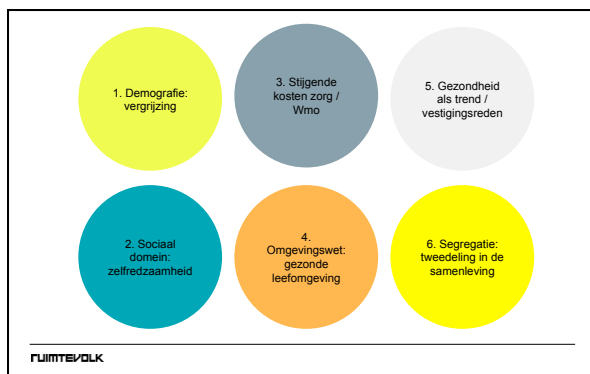 1. Demografie:
vergrijzing
2. Sociaal
domein:
zelfredzaamheid
3. Stijgende
kosten zorg /
Wmo
4.
Omgevingswet:
gezonde
leefomgeving
5. Gezondheid
als trend /
vestigingsreden
6. Segregatie:
tweedeling in de
samenleving
RUIMTEVOLK